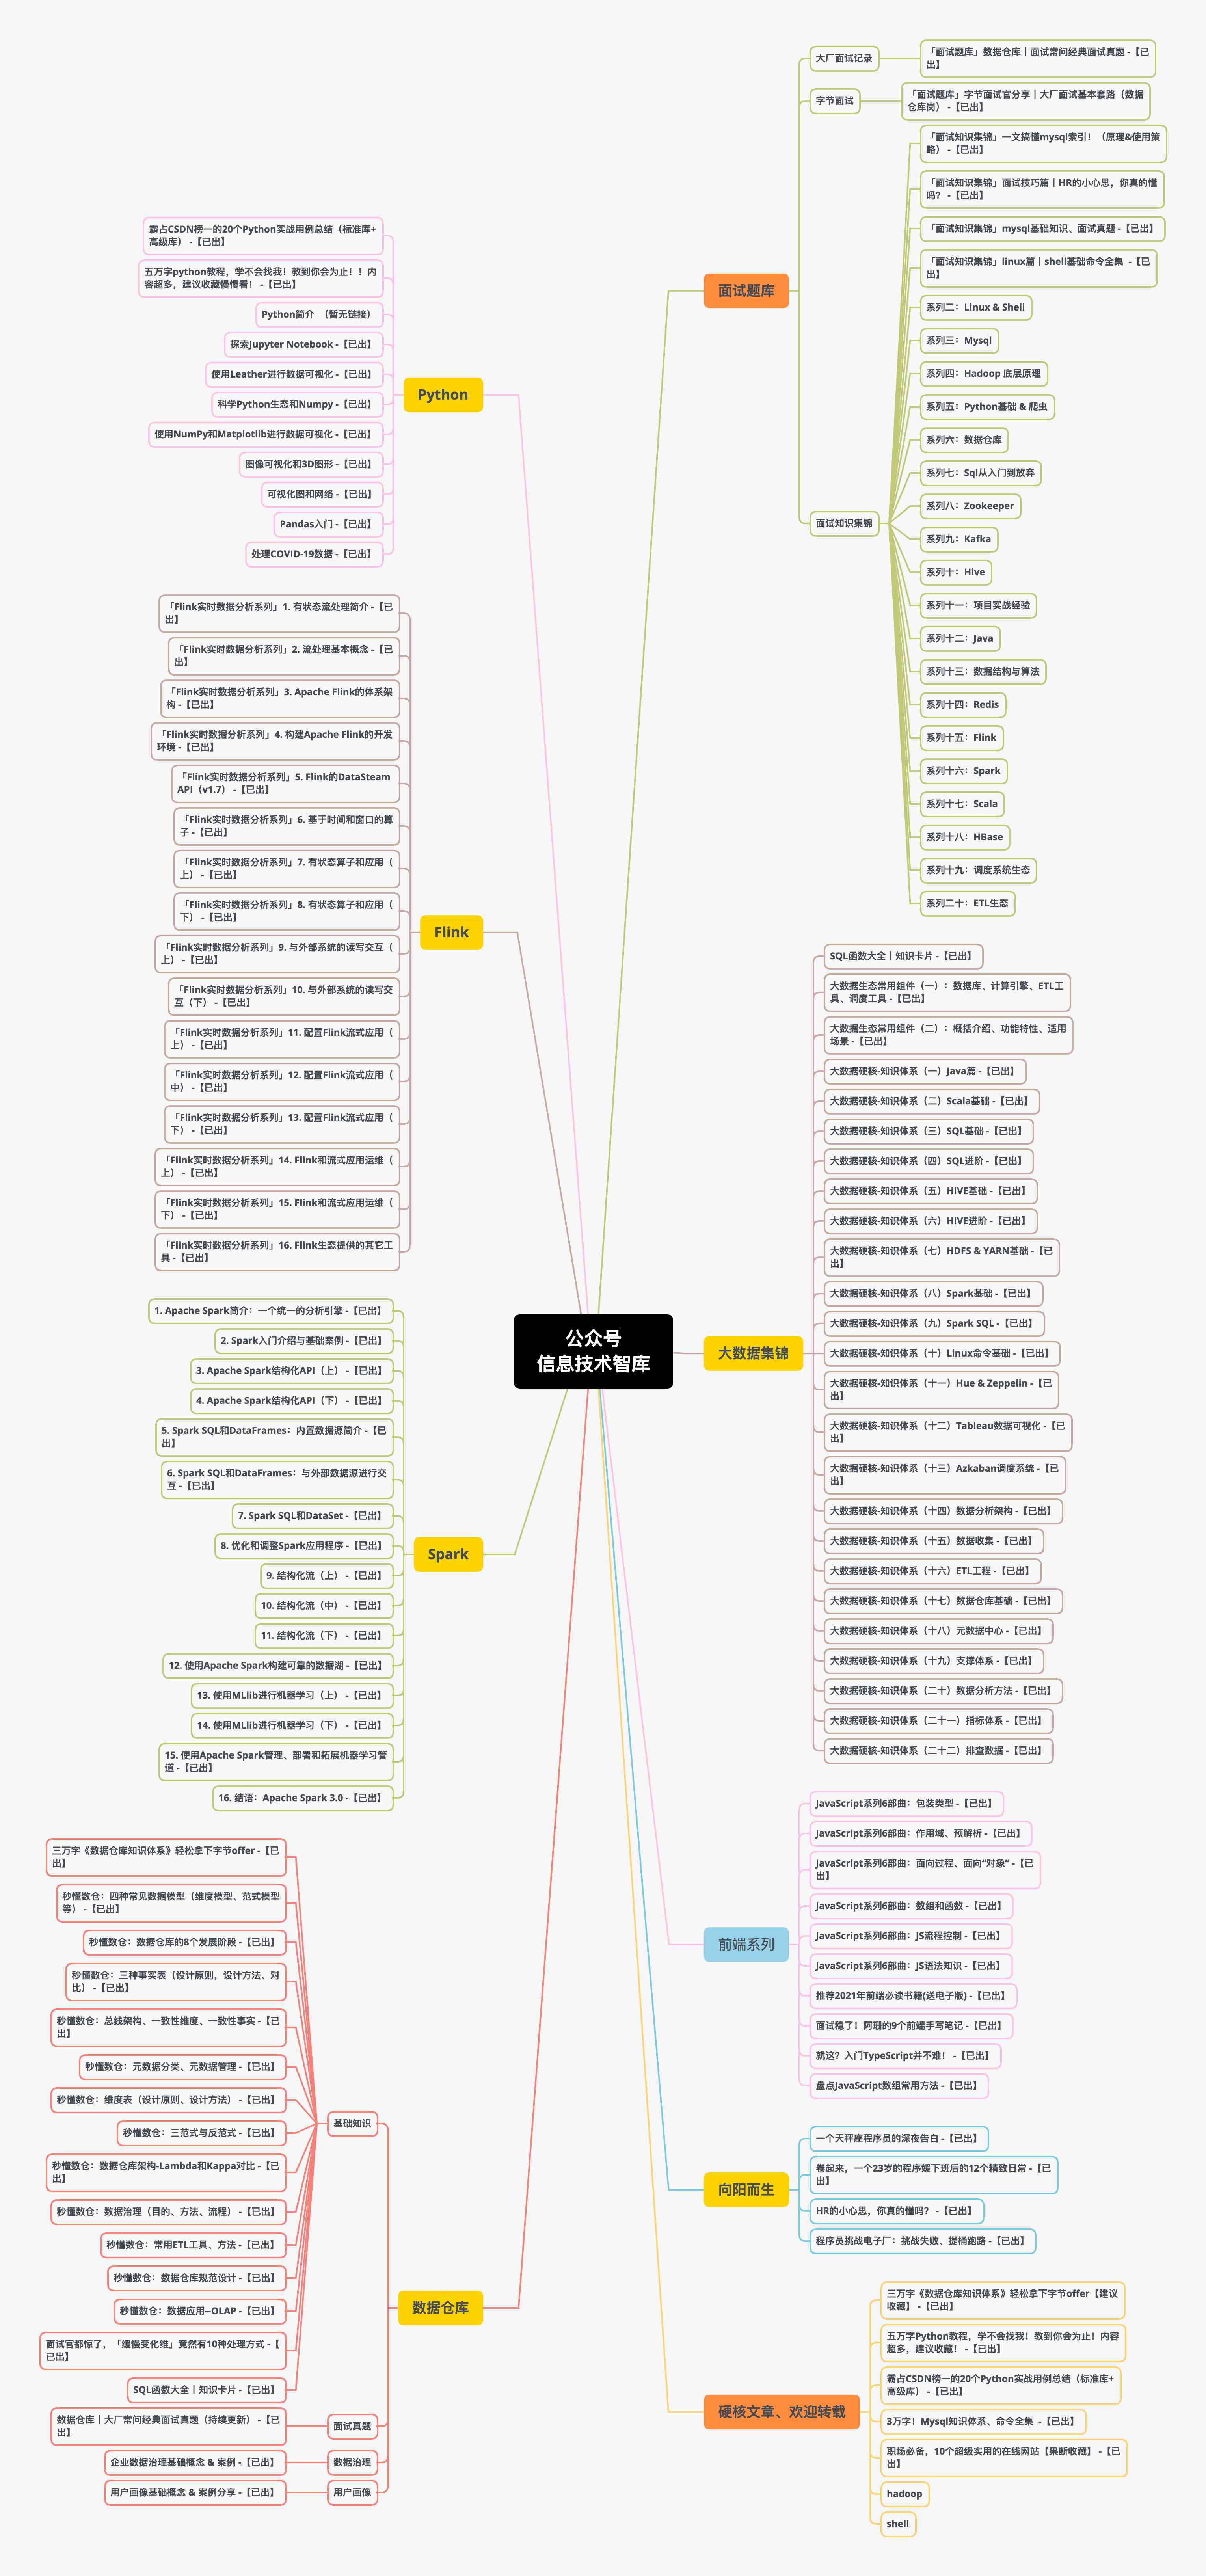 公众号
信息技术智库
面试题库
大厂面试记录
「面试题库」数据仓库丨面试常问经典面试真题 -【已
出】
字节面试
「面试题库」字节面试官分享丨大厂面试基本套路（数据
仓库岗） -【已出】
面试知识集锦
「面试知识集锦」一文搞懂mysql索引！（原理&使用策
略） -【已出】
「面试知识集锦」面试技巧篇丨HR的小心思，你真的懂
吗？ -【已出】
「面试知识集锦」mysql基础知识、面试真题 -【已出】
「面试知识集锦」linux篇丨shell基础命令全集 -【已
出】
系列二：Linux & Shell
系列三：Mysql
系列四：Hadoop 底层原理
系列五：Python基础 & 爬虫
系列六：数据仓库
系列七：Sql从入门到放弃
系列八：Zookeeper
系列九：Kafka
系列十：Hive
系列十一：项目实战经验
系列十二：Java
系列十三：数据结构与算法
系列十四：Redis
系列十五：Flink
系列十六：Spark
系列十七：Scala
系列十八：HBase
系列十九：调度系统生态
系列二十：ETL生态
大数据集锦
SQL函数大全丨知识卡片 -【已出】
大数据生态常用组件（一）：数据库、计算引擎、ETL工
具、调度工具 -【已出】
大数据生态常用组件（二）：概括介绍、功能特性、适用
场景 -【已出】
大数据硬核-知识体系（一）Java篇 -【已出】
大数据硬核-知识体系（二）Scala基础 -【已出】
大数据硬核-知识体系（三）SQL基础 -【已出】
大数据硬核-知识体系（四）SQL进阶 -【已出】
大数据硬核-知识体系（五）HIVE基础 -【已出】
大数据硬核-知识体系（六）HIVE进阶 -【已出】
大数据硬核-知识体系（七）HDFS & YARN基础 -【已
出】
大数据硬核-知识体系（八）Spark基础 -【已出】
大数据硬核-知识体系（九）Spark SQL -【已出】
大数据硬核-知识体系（十）Linux命令基础 -【已出】
大数据硬核-知识体系（十一）Hue & Zeppelin -【已
出】
大数据硬核-知识体系（十二）Tableau数据可视化 -【已
出】
大数据硬核-知识体系（十三）Azkaban调度系统 -【已
出】
大数据硬核-知识体系（十四）数据分析架构 -【已出】
大数据硬核-知识体系（十五）数据收集 -【已出】
大数据硬核-知识体系（十六）ETL工程 -【已出】
大数据硬核-知识体系（十七）数据仓库基础 -【已出】
大数据硬核-知识体系（十八）元数据中心 -【已出】
大数据硬核-知识体系（十九）支撑体系 -【已出】
大数据硬核-知识体系（二十）数据分析方法 -【已出】
大数据硬核-知识体系（二十一）指标体系 -【已出】
大数据硬核-知识体系（二十二）排查数据 -【已出】
前端系列
JavaScript系列6部曲：包装类型 -【已出】
JavaScript系列6部曲：作用域、预解析 -【已出】
JavaScript系列6部曲：面向过程、面向“对象” -【已
出】
JavaScript系列6部曲：数组和函数 -【已出】
JavaScript系列6部曲：JS流程控制 -【已出】
JavaScript系列6部曲：JS语法知识 -【已出】
推荐2021年前端必读书籍(送电子版) -【已出】
面试稳了！阿珊的9个前端手写笔记 -【已出】
就这？入门TypeScript并不难！ -【已出】
盘点JavaScript数组常用方法 -【已出】
向阳而生
一个天秤座程序员的深夜告白 -【已出】
卷起来，一个23岁的程序媛下班后的12个精致日常 -【已
出】
HR的小心思，你真的懂吗？ -【已出】
程序员挑战电子厂：挑战失败、提桶跑路 -【已出】
硬核文章、欢迎转载
三万字《数据仓库知识体系》轻松拿下字节offer【建议
收藏】 -【已出】
五万字Python教程，学不会找我！教到你会为止！内容
超多，建议收藏！ -【已出】
霸占CSDN榜一的20个Python实战用例总结（标准库+
高级库） -【已出】
3万字！Mysql知识体系、命令全集 -【已出】
职场必备，10个超级实用的在线网站【果断收藏】 -【已
出】
hadoop
shell
Python
霸占CSDN榜一的20个Python实战用例总结（标准库+
高级库） -【已出】
五万字python教程，学不会找我！教到你会为止！！内
容超多，建议收藏慢慢看！ -【已出】
Python简介 （暂无链接）
探索Jupyter Notebook -【已出】
使用Leather进行数据可视化 -【已出】
科学Python生态和Numpy -【已出】
使用NumPy和Matplotlib进行数据可视化 -【已出】
图像可视化和3D图形 -【已出】
可视化图和网络 -【已出】
Pandas入门 -【已出】
处理COVID-19数据 -【已出】
Flink
「Flink实时数据分析系列」1. 有状态流处理简介 -【已
出】
「Flink实时数据分析系列」2. 流处理基本概念 -【已
出】
「Flink实时数据分析系列」3. Apache Flink的体系架
构 -【已出】
「Flink实时数据分析系列」4. 构建Apache Flink的开发
环境 -【已出】
「Flink实时数据分析系列」5. Flink的DataSteam
API（v1.7） -【已出】
「Flink实时数据分析系列」6. 基于时间和窗口的算
子 -【已出】
「Flink实时数据分析系列」7. 有状态算子和应用（
上） -【已出】
「Flink实时数据分析系列」8. 有状态算子和应用（
下） -【已出】
「Flink实时数据分析系列」9. 与外部系统的读写交互（
上） -【已出】
「Flink实时数据分析系列」10. 与外部系统的读写交
互（下） -【已出】
「Flink实时数据分析系列」11. 配置Flink流式应用（
上） -【已出】
「Flink实时数据分析系列」12. 配置Flink流式应用（
中） -【已出】
「Flink实时数据分析系列」13. 配置Flink流式应用（
下） -【已出】
「Flink实时数据分析系列」14. Flink和流式应用运维（
上） -【已出】
「Flink实时数据分析系列」15. Flink和流式应用运维（
下） -【已出】
「Flink实时数据分析系列」16. Flink生态提供的其它工
具 -【已出】
Spark
1. Apache Spark简介：一个统一的分析引擎 -【已出】
2. Spark入门介绍与基础案例 -【已出】
3. Apache Spark结构化API（上） -【已出】
4. Apache Spark结构化API（下） -【已出】
5. Spark SQL和DataFrames：内置数据源简介 -【已
出】
6. Spark SQL和DataFrames：与外部数据源进行交
互 -【已出】
7. Spark SQL和DataSet -【已出】
8. 优化和调整Spark应用程序 -【已出】
9. 结构化流（上） -【已出】
10. 结构化流（中） -【已出】
11. 结构化流（下） -【已出】
12. 使用Apache Spark构建可靠的数据湖 -【已出】
13. 使用MLlib进行机器学习（上） -【已出】
14. 使用MLlib进行机器学习（下） -【已出】
15. 使用Apache Spark管理、部署和拓展机器学习管
道 -【已出】
16. 结语：Apache Spark 3.0 -【已出】
数据仓库
基础知识
三万字《数据仓库知识体系》轻松拿下字节offer -【已
出】
秒懂数仓：四种常见数据模型（维度模型、范式模型
等） -【已出】
秒懂数仓：数据仓库的8个发展阶段 -【已出】
秒懂数仓：三种事实表（设计原则，设计方法、对
比） -【已出】
秒懂数仓：总线架构、一致性维度、一致性事实 -【已
出】
秒懂数仓：元数据分类、元数据管理 -【已出】
秒懂数仓：维度表（设计原则、设计方法） -【已出】
秒懂数仓：三范式与反范式 -【已出】
秒懂数仓：数据仓库架构-Lambda和Kappa对比 -【已
出】
秒懂数仓：数据治理（目的、方法、流程） -【已出】
秒懂数仓：常用ETL工具、方法 -【已出】
秒懂数仓：数据仓库规范设计 -【已出】
秒懂数仓：数据应用--OLAP -【已出】
面试官都惊了，「缓慢变化维」竟然有10种处理方式 -【
已出】
SQL函数大全丨知识卡片 -【已出】
面试真题
数据仓库丨大厂常问经典面试真题（持续更新） -【已
出】
数据治理
企业数据治理基础概念 & 案例 -【已出】
用户画像
用户画像基础概念 & 案例分享 -【已出】